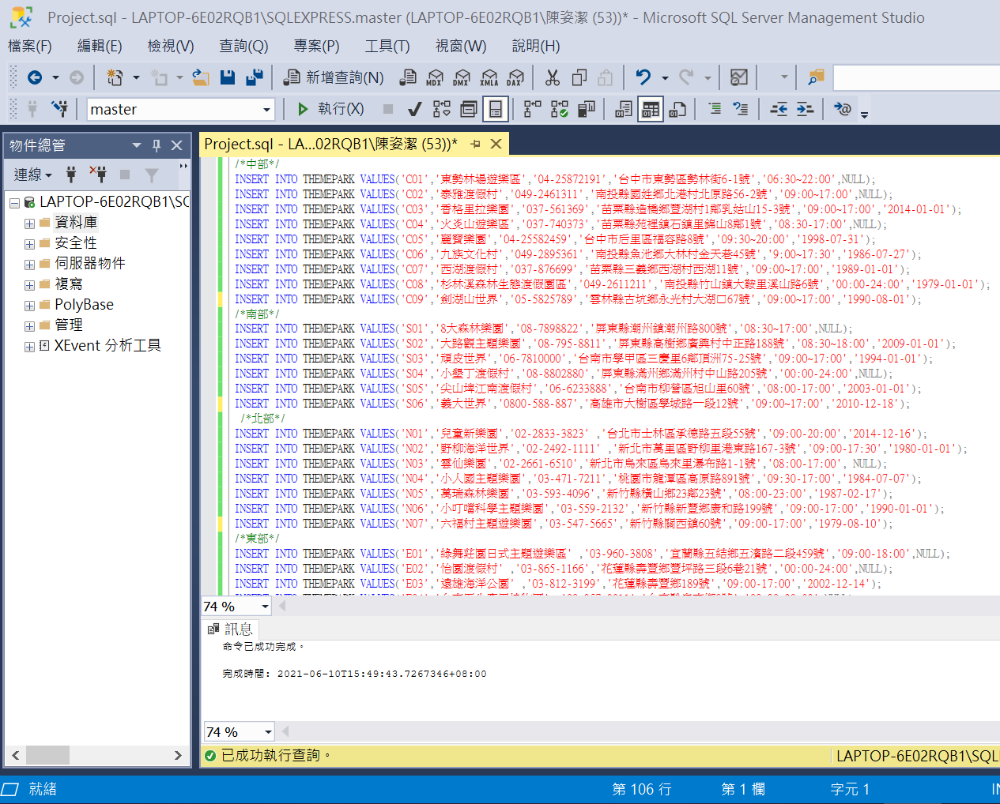 Project.sql - LAPTOP-6E02RQB1\SQLEXPRESS.master (LAPTOP-6E02RQB1\陳姿潔 (53))* - Microsoft SQL Server Management Studio
檔案(F) 編輯(E) 檢視(V) 查詢(Q) 專案(P) 工具(T) 視窗(W) 說明(H)
新增查詢(N) MDX DMX XMLA DAX
master 執行(X)
物件總管
連線
LAPTOP-6E02RQB1\SQ
資料庫
安全性
伺服器物件
複寫
PolyBase
管理
XEvent 分析工具
Project.sql - LA...02RQB1\陳姿潔 (53))*
/*中部*/
INSERT INTO THEMEPARK VALUES('C01','東勢林場遊樂區','04-25872191','台中市東勢區勢林街6-1號','06:30~22:00',NULL);
INSERT INTO THEMEPARK VALUES('C02','泰雅渡假村','049-2461311','南投縣國姓鄉北港村北原路56-2號','09:00~17:00',NULL);
INSERT INTO THEMEPARK VALUES('C03','香格里拉樂園','037-561369','苗栗縣造橋鄉豐湖村1鄰乳姑山15-3號','09:00~17:00','2014-01-01');
INSERT INTO THEMEPARK VALUES('C04','火炎山遊樂區','037-740373','苗栗縣苑裡鎮石鎮里錦山8鄰1號','08:30-17:00',NULL);
INSERT INTO THEMEPARK VALUES('C05','麗寶樂園','04-25582459','台中市后里區福容路8號','09:30~20:00','1998-07-31');
INSERT INTO THEMEPARK VALUES('C06','九族文化村','049-2895361','南投縣魚池鄉大林村金天巷45號','9:00~17:30','1986-07-27');
INSERT INTO THEMEPARK VALUES('C07','西湖渡假村','037-876699','苗栗縣三義鄉西湖村西湖11號','09:00~17:00','1989-01-01');
INSERT INTO THEMEPARK VALUES('C08','杉林溪森林生態渡假園區','049-2611211','南投縣竹山鎮大鞍里溪山路6號','00:00-24:00','1979-01-01');
INSERT INTO THEMEPARK VALUES('C09','劍湖山世界','05-5825789','雲林縣古坑鄉永光村大湖口67號','09:00~17:00','1990-08-01');
/*南部*/
INSERT INTO THEMEPARK VALUES('S01','8大森林樂園','08-7898822','屏東縣潮州鎮潮州路800號','08:30~17:00',NULL);
INSERT INTO THEMEPARK VALUES('S02','大路觀主題樂園','08-795-8811','屏東縣高樹鄉廣興村中正路188號','08:30~18:00','2009-01-01');
INSERT INTO THEMEPARK VALUES('S03','頑皮世界','06-7810000','台南市學甲區三慶里6鄰頂洲75-25號','09:00~17:00','1994-01-01');
INSERT INTO THEMEPARK VALUES('S04','小墾丁渡假村','08-8802880','屏東縣滿州鄉滿州村中山路205號','00:00-24:00',NULL);
INSERT INTO THEMEPARK VALUES('S05','尖山埤江南渡假村','06-6233888','台南市柳營區旭山里60號','08:00-17:00','2003-01-01');
INSERT INTO THEMEPARK VALUES('S06','義大世界','0800-588-887','高雄市大樹區學城路一段12號','09:00~17:00','2010-12-18');
/*北部*/
INSERT INTO THEMEPARK VALUES('N01','兒童新樂園','02-2833-3823' ,'台北市士林區承德路五段55號','09:00-20:00','2014-12-16');
INSERT INTO THEMEPARK VALUES('N02','野柳海洋世界','02-2492-1111' ,'新北市萬里區野柳里港東路167-3號','09:00-17:30','1980-01-01');
INSERT INTO THEMEPARK VALUES('N03','雲仙樂園','02-2661-6510','新北市烏來區烏來里瀑布路1-1號','08:00-17:00', NULL);
INSERT INTO THEMEPARK VALUES('N04','小人國主題樂園','03-471-7211','桃園市龍潭區高原路891號','09:30-17:00','1984-07-07');
INSERT INTO THEMEPARK VALUES('N05','萬瑞森林樂園','03-593-4096','新竹縣橫山鄉23鄰23號','08:00-23:00','1987-02-17');
INSERT INTO THEMEPARK VALUES('N06','小叮噹科學主題樂園','03-559-2132','新竹縣新豐鄉康和路199號','09:00-17:00','1990-01-01');
INSERT INTO THEMEPARK VALUES('N07','六福村主題遊樂園','03-547-5665','新竹縣關西鎮60號','09:00-17:00','1979-08-10');
/*東部*/
INSERT INTO THEMEPARK VALUES('E01','綠舞莊園日式主題遊樂區' ,'03-960-3808','宜蘭縣五結鄉五濱路二段459號','09:00-18:00',NULL);
INSERT INTO THEMEPARK VALUES('E02','怡園渡假村' ,'03-865-1166','花蓮縣壽豐鄉豐坪路三段6巷21號','00:00-24:00',NULL);
INSERT INTO THEMEPARK VALUES('E03','遠雄海洋公園' ,'03-812-3199','花蓮縣壽豐鄉189號','09:00-17:00','2002-12-14');
74 %
訊息
命令已成功完成。
完成時間: 2021-06-10T15:49:43.7267346+08:00
74 %
已成功執行查詢。 LAPTOP-6E02RQB1\SQL
就緒 第 106 行 第 1 欄 字元 1 IN